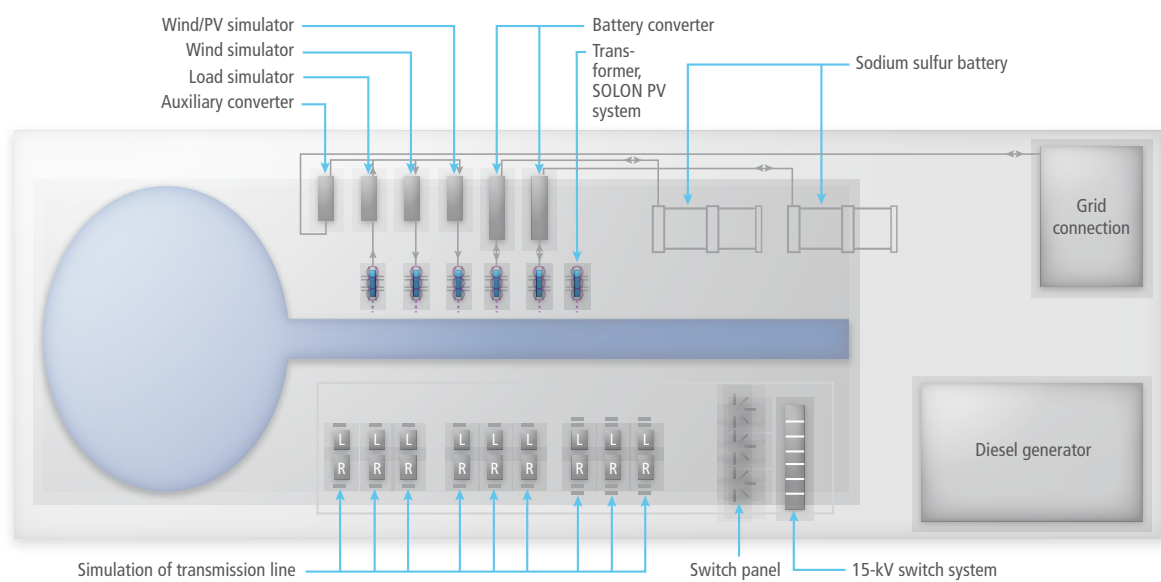 Wind/PV simulator
Wind simulator
Load simulator
Auxiliary converter
Battery converter
Trans-
former,
SOLON PV
system
Sodium sulfur battery
Grid
connection
L L L L L L L L L
R R R R R R R R R
Diesel generator
Simulation of transmission line
Switch panel
15-kV switch system